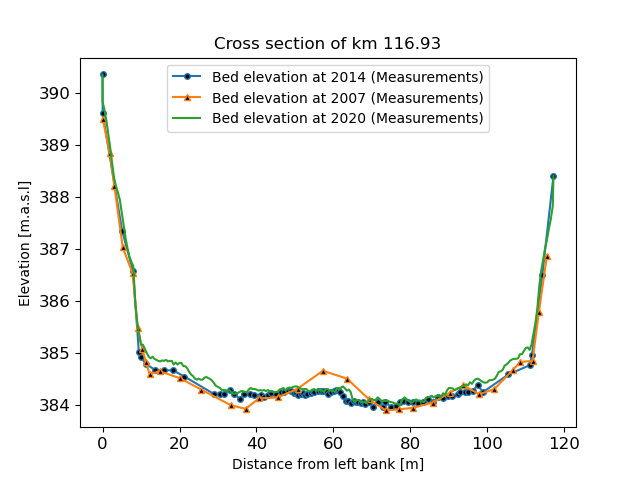 Cross section of km 116.93
Bed elevation at 2014 (Measurements)
Bed elevation at 2007 (Measurements)
Bed elevation at 2020 (Measurements)
Elevation [m.a.s.l]
390
389
388
387
386
385
384
0 20 40 60 80 100 120
Distance from left bank [m]